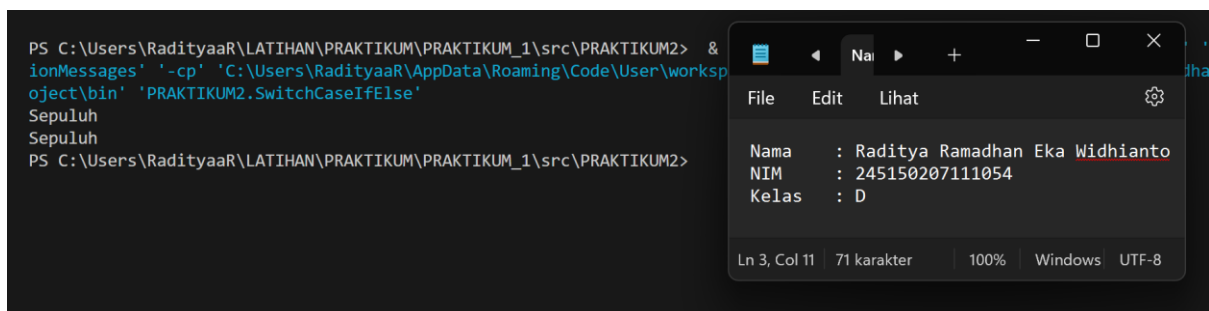 PS C:\Users\RadityaaR\LATIHAN\PRAKTIKUM\PRAKTIKUM_1\src\PRAKTIKUM2> &
ionMessages' '-cp' 'C:\Users\RadityaaR\AppData\Roaming\Code\User\worksp
oject\bin' 'PRAKTIKUM2.SwitchCaseIfElse'
Sepuluh
Sepuluh
PS C:\Users\RadityaaR\LATIHAN\PRAKTIKUM\PRAKTIKUM_1\src\PRAKTIKUM2>
Na
File Edit Lihat
Nama : Raditya Ramadhan Eka Widhianto
NIM : 245150207111054
Kelas : D
Ln 3, Col 11 71 karakter 100% Windows UTF-8